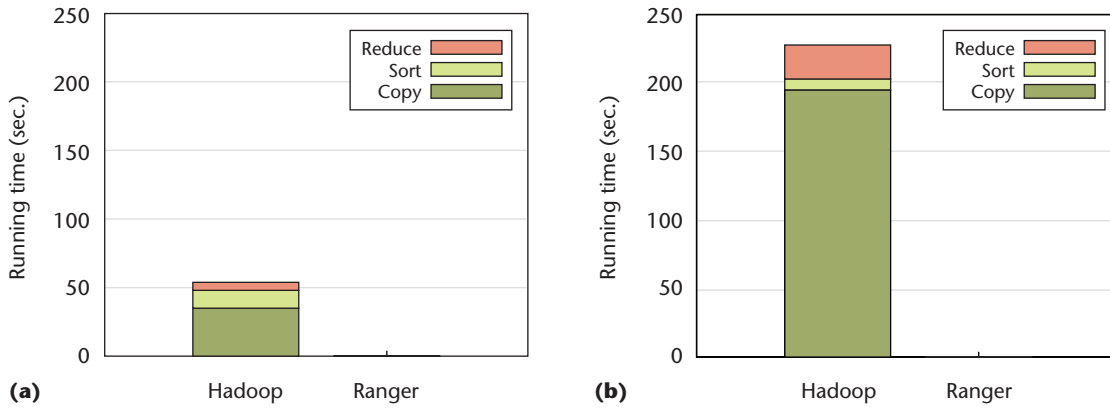 Running time (sec.)
250
200
150
100
50
0
Reduce
Sort
Copy
Hadoop Ranger
(a)
Running time (sec.)
250
200
150
100
50
0
Reduce
Sort
Copy
Hadoop Ranger
(b)